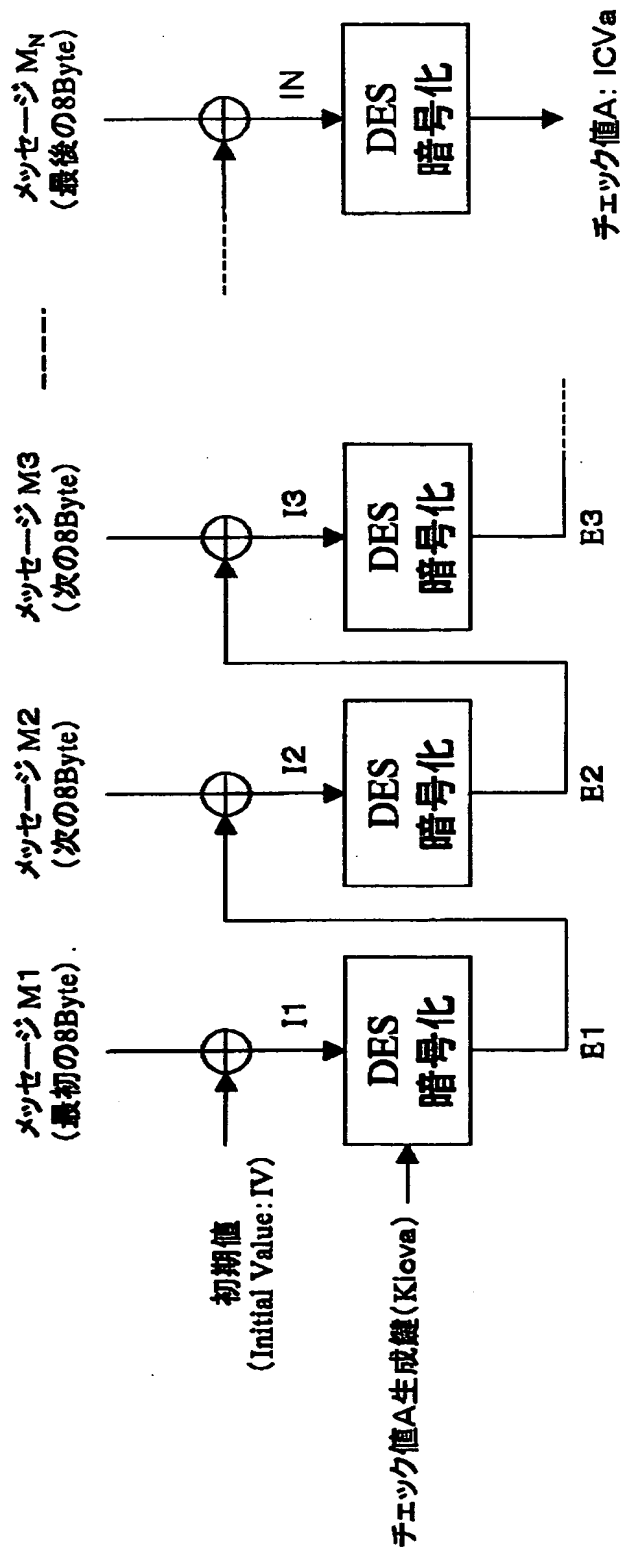 メッセージ M1
(最初の8Byte)
メッセージ M2
(次の8Byte)
メッセージ M3
(次の8Byte)
メッセージ MN
(最後の8Byte)
初期値
(Initial Value:IV)
I1
I2
I3
IN
チェック値A生成鍵(Kicva)
DES
暗号化
DES
暗号化
DES
暗号化
DES
暗号化
E1
E2
E3
チェック値A: ICVa